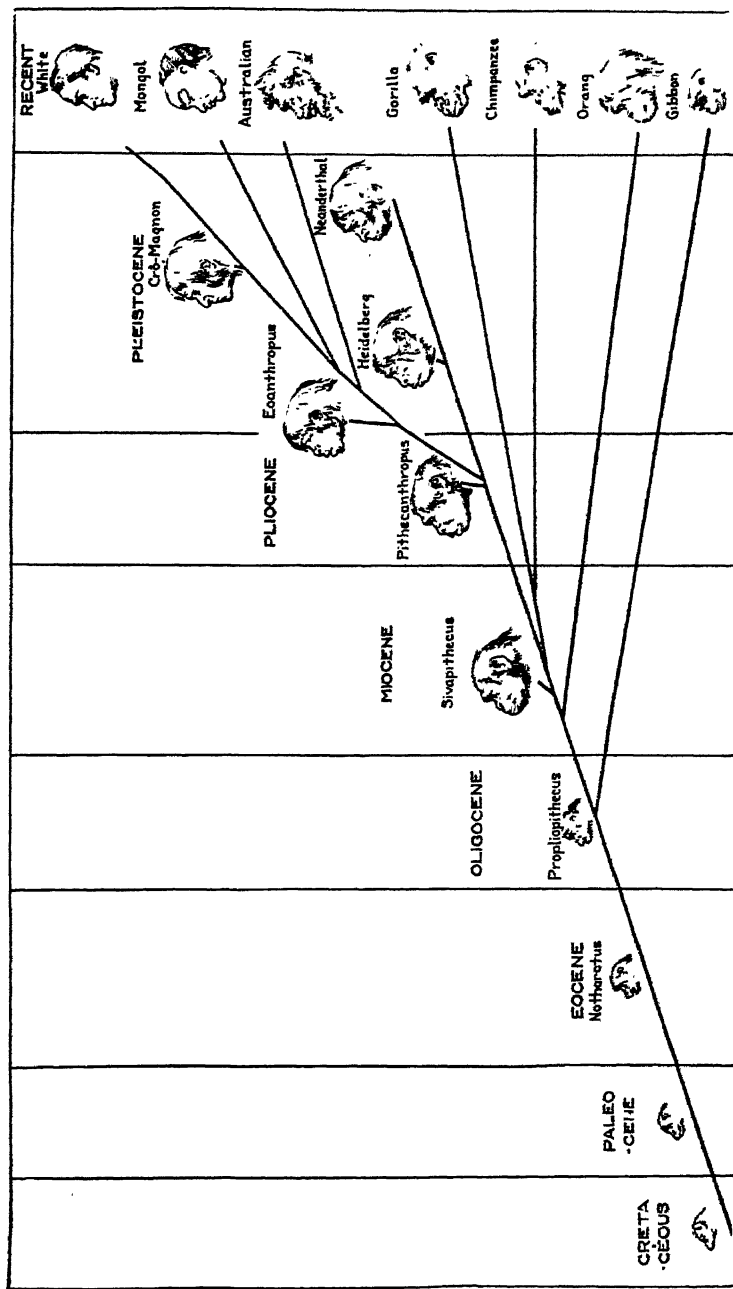 RECENT
White
Mongol
Australian
Gorilla
Chimpanzee
Orang
Gibbon
PLEISTOCENE
Crô-Magnon
Neanderthal
Eoanthropus
Heidelberg
PLIOCENE
Pithecanthropus
MIOCENE
Sivapithecus
OLIGOCENE
Propliopithecus
EOCENE
Notharctus
PALEO
-CENE
CRETA
-CEOUS